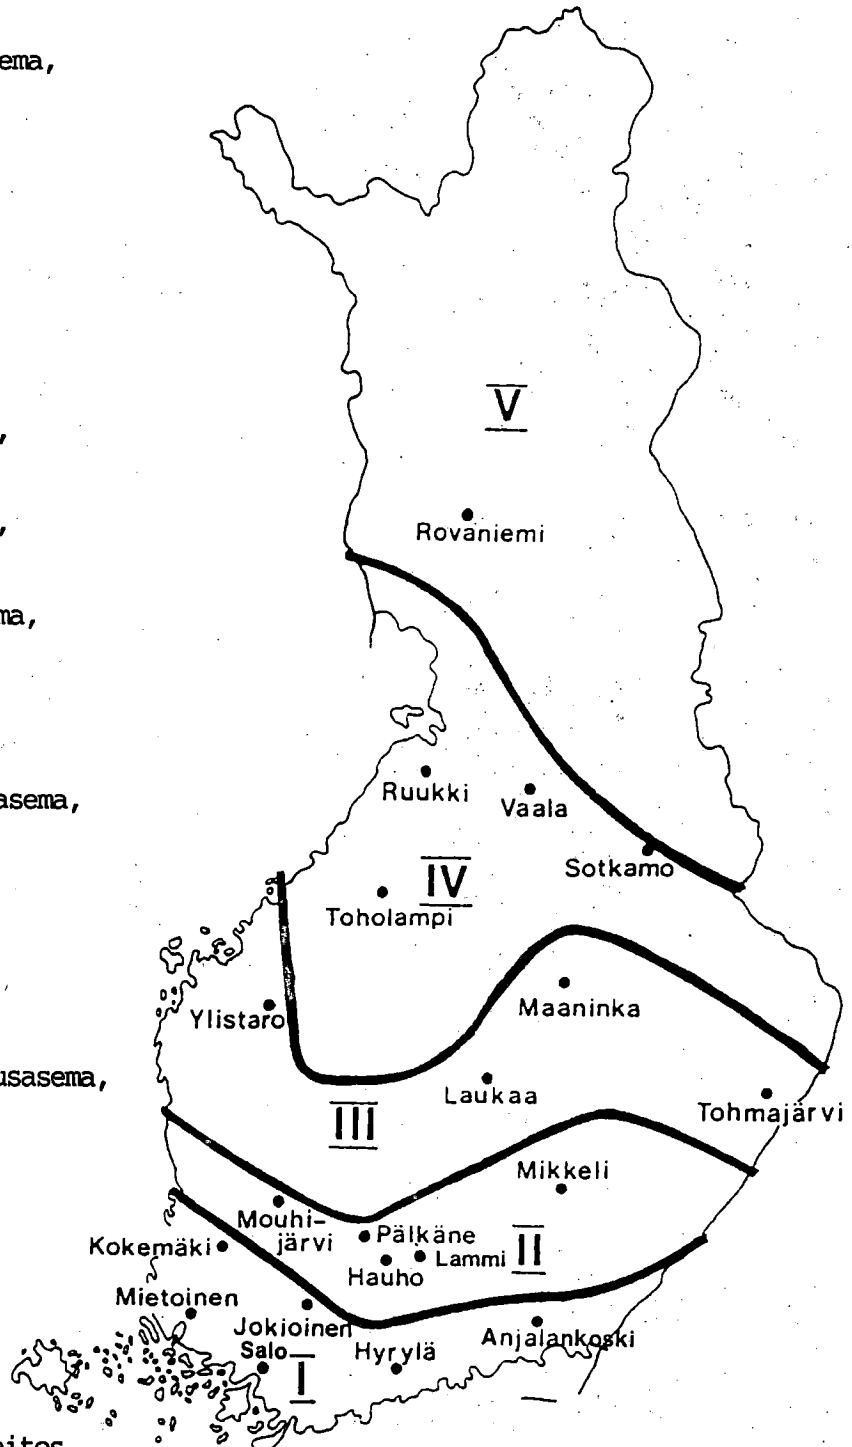 ema,
,
,
ma,
asema,
usasema,
V
Rovaniemi
Ruukki
Vaala
Sotkamo
IV
Toholampi
Maaninka
Ylistaro
Laukaa
Tohmajärvi
III
Mikkeli
Mouhi-
järvi
Pälkäne
Kokemäki
Lammi
II
Hauho
Mietoinen
Jokioinen
Anjalankoski
Salo
Hyrylä
I